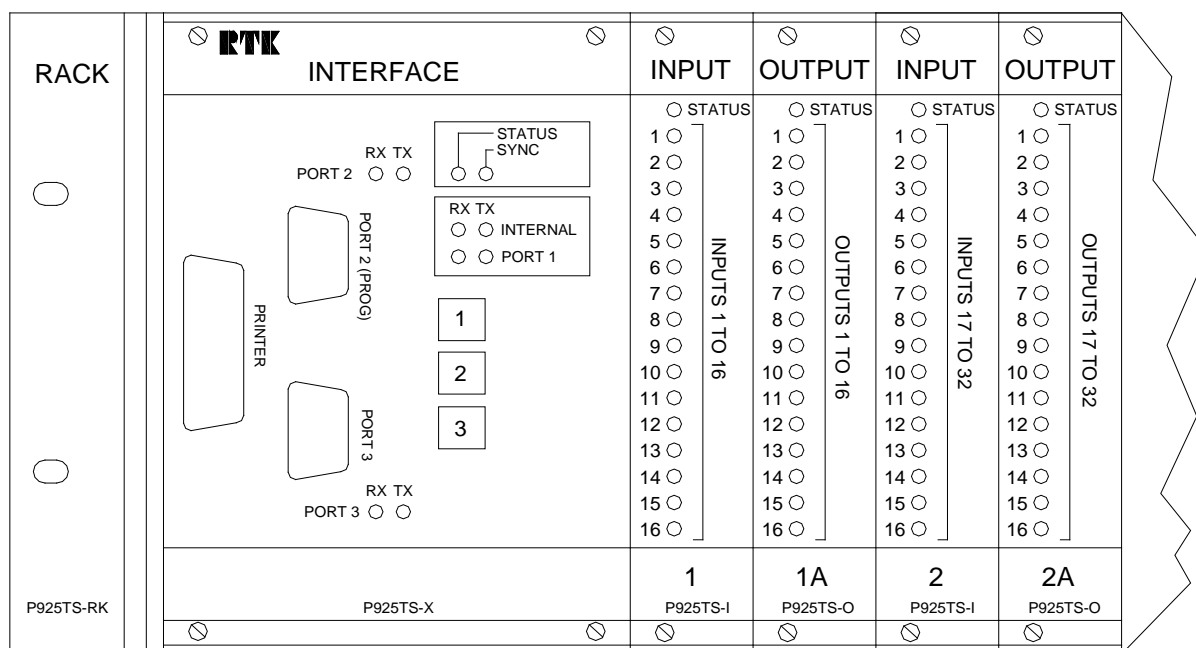 RACK
P925TS-RK
RTK
INTERFACE
STATUS
SYNC
RX TX
PORT 2
RX TX
INTERNAL
PORT 1
PORT 2 (PROG)
PRINTER
1
2
3
PORT 3
RX TX
PORT 3
P925TS-X
INPUT
STATUS
1
2
3
4
5
6
7
8
9
10
11
12
13
14
15
16
INPUTS 1 TO 16
1
P925TS-I
OUTPUT
STATUS
1
2
3
4
5
6
7
8
9
10
11
12
13
14
15
16
OUTPUTS 1 TO 16
1A
P925TS-O
INPUT
STATUS
1
2
3
4
5
6
7
8
9
10
11
12
13
14
15
16
INPUTS 17 TO 32
2
P925TS-I
OUTPUT
STATUS
1
2
3
4
5
6
7
8
9
10
11
12
13
14
15
16
OUTPUTS 17 TO 32
2A
P925TS-O